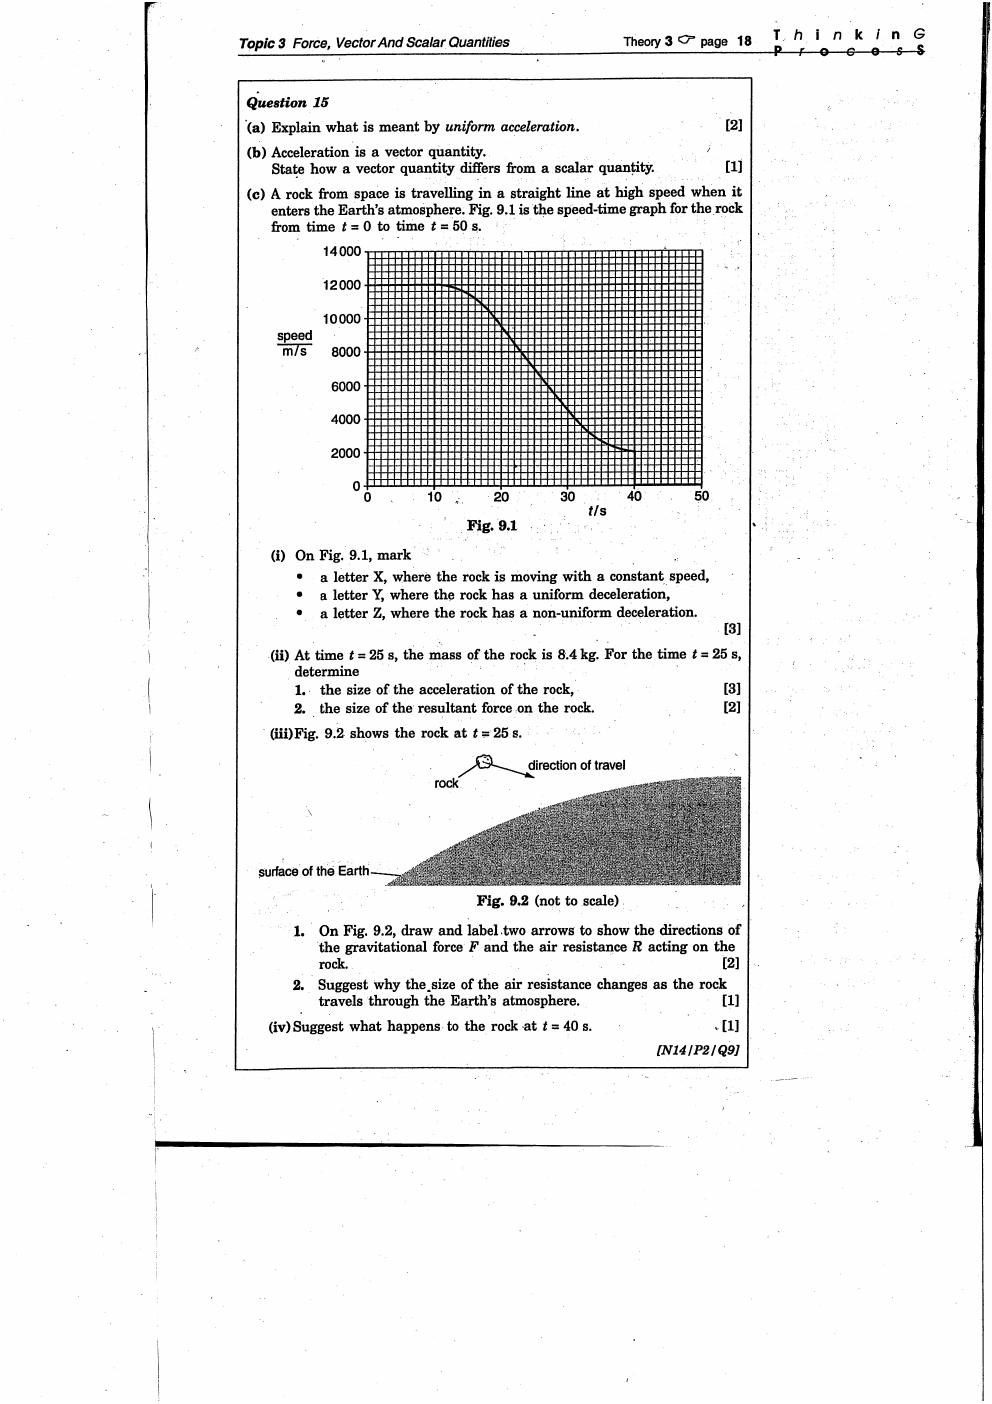 Topic 3 Force, Vector And Scalar Quantities
Theory 3 ☞ page 18
T h i n k i n G
P r o c e s S
Question 15
(a) Explain what is meant by uniform acceleration. [2]
(b) Acceleration is a vector quantity.
State how a vector quantity differs from a scalar quantity. [1]
(c) A rock from space is travelling in a straight line at high speed when it
enters the Earth's atmosphere. Fig. 9.1 is the speed-time graph for the rock
from time t = 0 to time t = 50 s.
14000
12000
10000
speed
m/s
8000
6000
4000
2000
0
0 10 20 30 40 50
t/s
Fig. 9.1
(i) On Fig. 9.1, mark
• a letter X, where the rock is moving with a constant speed,
• a letter Y, where the rock has a uniform deceleration,
• a letter Z, where the rock has a non-uniform deceleration.
[3]
(ii) At time t = 25 s, the mass of the rock is 8.4 kg. For the time t = 25 s,
determine
1. the size of the acceleration of the rock, [3]
2. the size of the resultant force on the rock. [2]
(iii) Fig. 9.2 shows the rock at t = 25 s.
direction of travel
rock
surface of the Earth
Fig. 9.2 (not to scale)
1. On Fig. 9.2, draw and label two arrows to show the directions of
the gravitational force F and the air resistance R acting on the
rock. [2]
2. Suggest why the size of the air resistance changes as the rock
travels through the Earth's atmosphere. [1]
(iv) Suggest what happens to the rock at t = 40 s. [1]
[N14/P2/Q9]